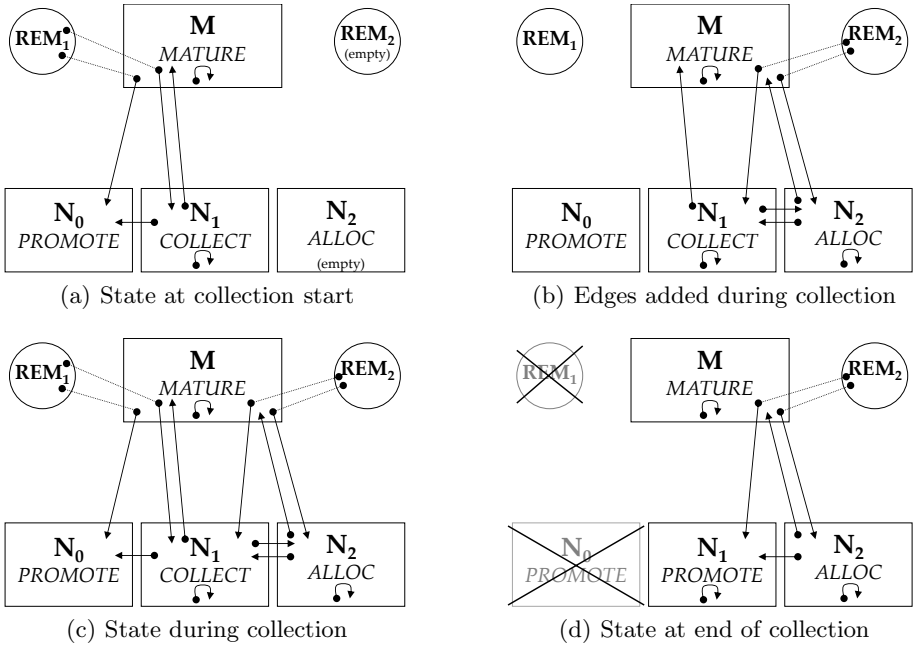 REM₁
M
MATURE
REM₂
(empty)
N₀
PROMOTE
N₁
COLLECT
N₂
ALLOC
(empty)
(a) State at collection start
REM₁
M
MATURE
REM₂
N₀
PROMOTE
N₁
COLLECT
N₂
ALLOC
(b) Edges added during collection
REM₁
M
MATURE
REM₂
N₀
PROMOTE
N₁
COLLECT
N₂
ALLOC
(c) State during collection
REM₁
M
MATURE
REM₂
N₀
PROMOTE
N₁
PROMOTE
N₂
ALLOC
(d) State at end of collection